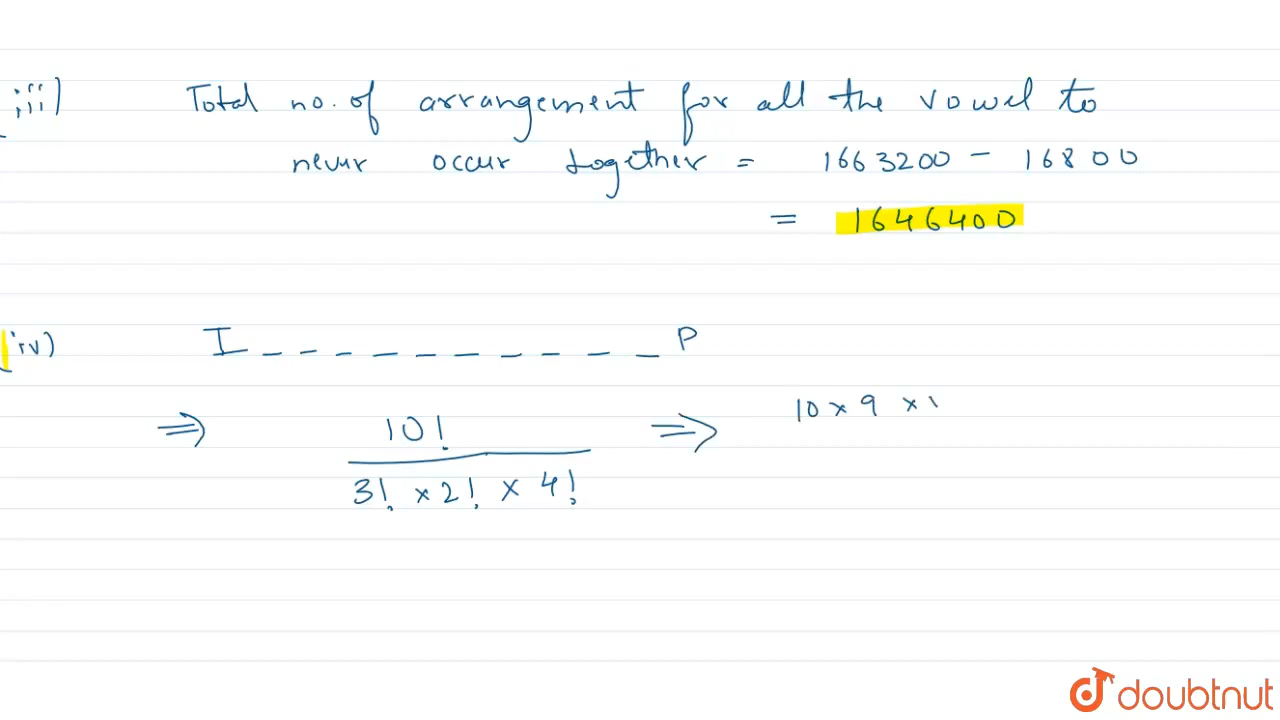 (iii) Total no. of arrangement for all the vowel to
never occur together = 1663200 - 16800
= 1646400
(iv) I _ _ _ _ _ _ _ _ _ _ P
⇒ 10! / 3! × 2! × 4! ⇒ 10 × 9 ×
doubtnut